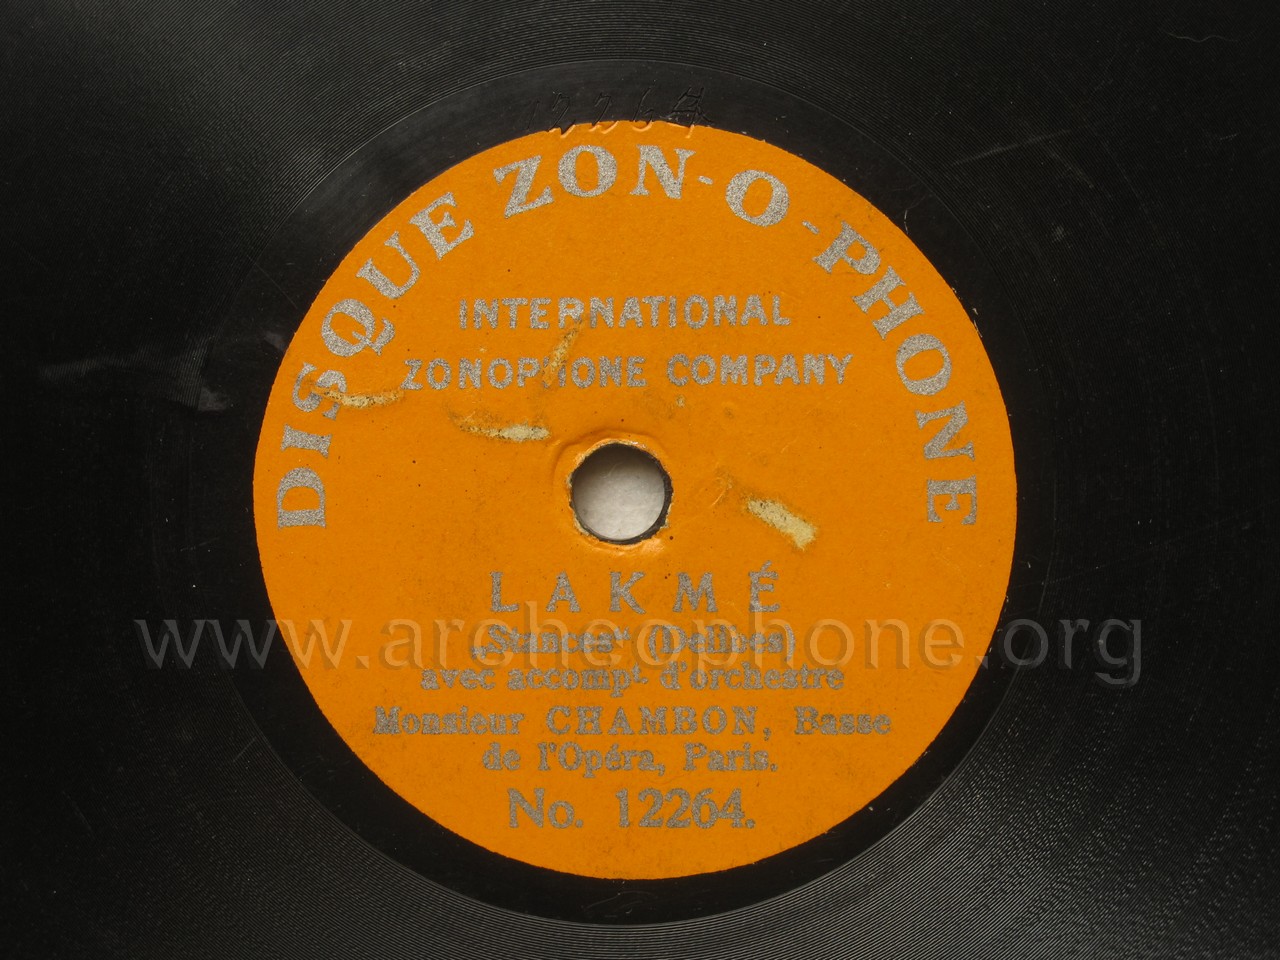 12264
DISQUE ZON-O-PHONE
INTERNATIONAL
ZONOPHONE COMPANY
LAKMÉ
„Stances“ (Delibes)
www.archeophone.org
avec accompt. d'orchestre
Monsieur CHAMBON, Basse
de l'Opéra, Paris.
No. 12264.